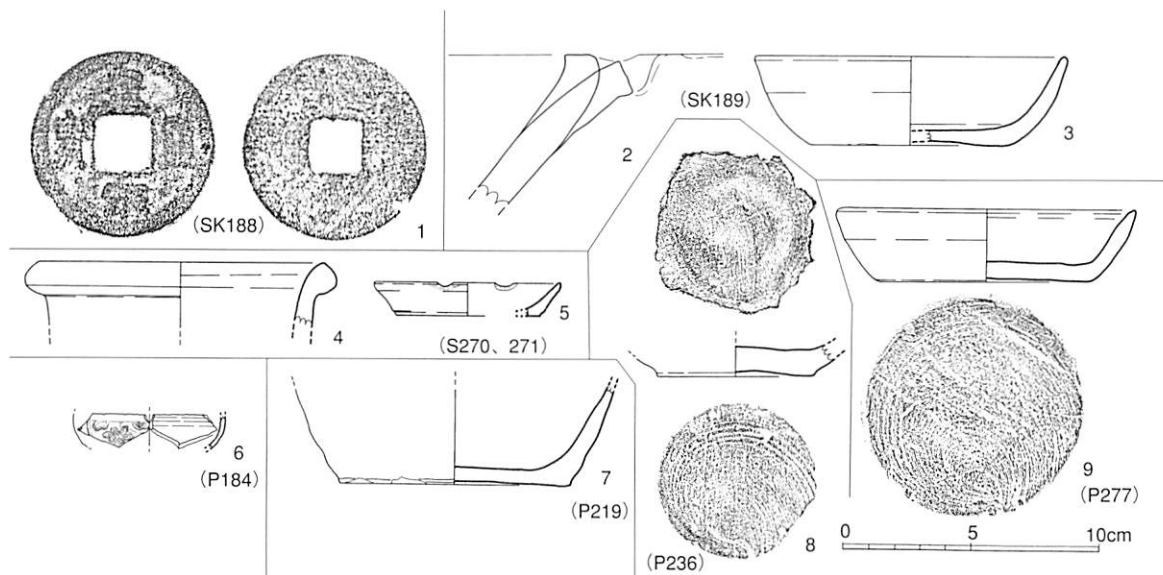 (SK188)
1
2
(SK189)
3
4
5
(S270、271)
6
(P184)
7
(P219)
8
(P236)
9
(P277)
0 5 10cm